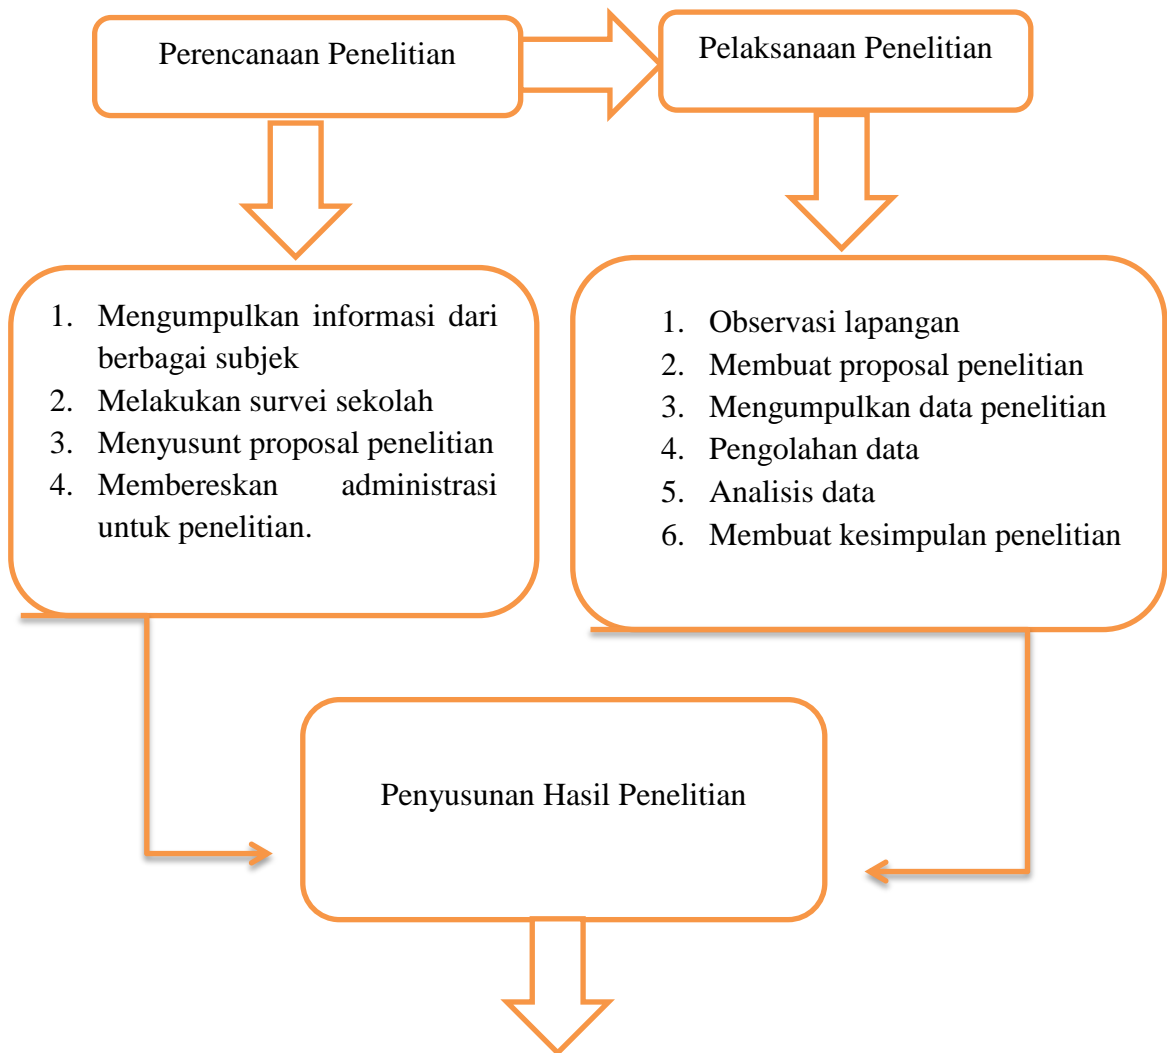 Perencanaan Penelitian
Pelaksanaan Penelitian
1. Mengumpulkan informasi dari
berbagai subjek
2. Melakukan survei sekolah
3. Menyusunt proposal penelitian
4. Membereskan administrasi
untuk penelitian.
1. Observasi lapangan
2. Membuat proposal penelitian
3. Mengumpulkan data penelitian
4. Pengolahan data
5. Analisis data
6. Membuat kesimpulan penelitian
Penyusunan Hasil Penelitian